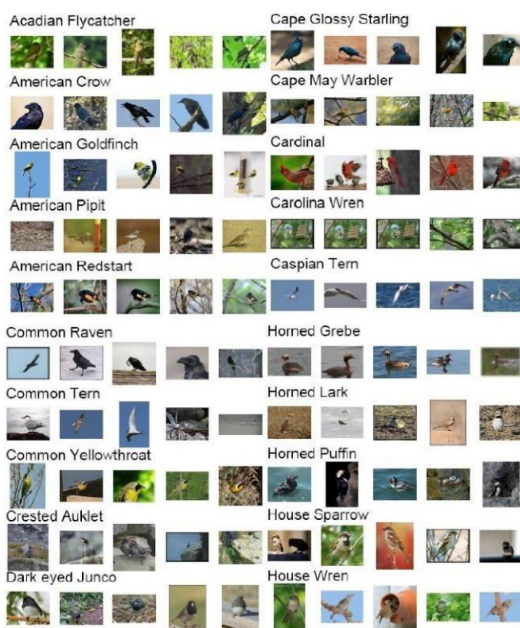 Acadian Flycatcher
American Crow
American Goldfinch
American Pipit
American Redstart
Common Raven
Common Tern
Common Yellowthroat
Crested Auklet
Dark eyed Junco
Cape Glossy Starling
Cape May Warbler
Cardinal
Carolina Wren
Caspian Tern
Horned Grebe
Horned Lark
Horned Puffin
House Sparrow
House Wren